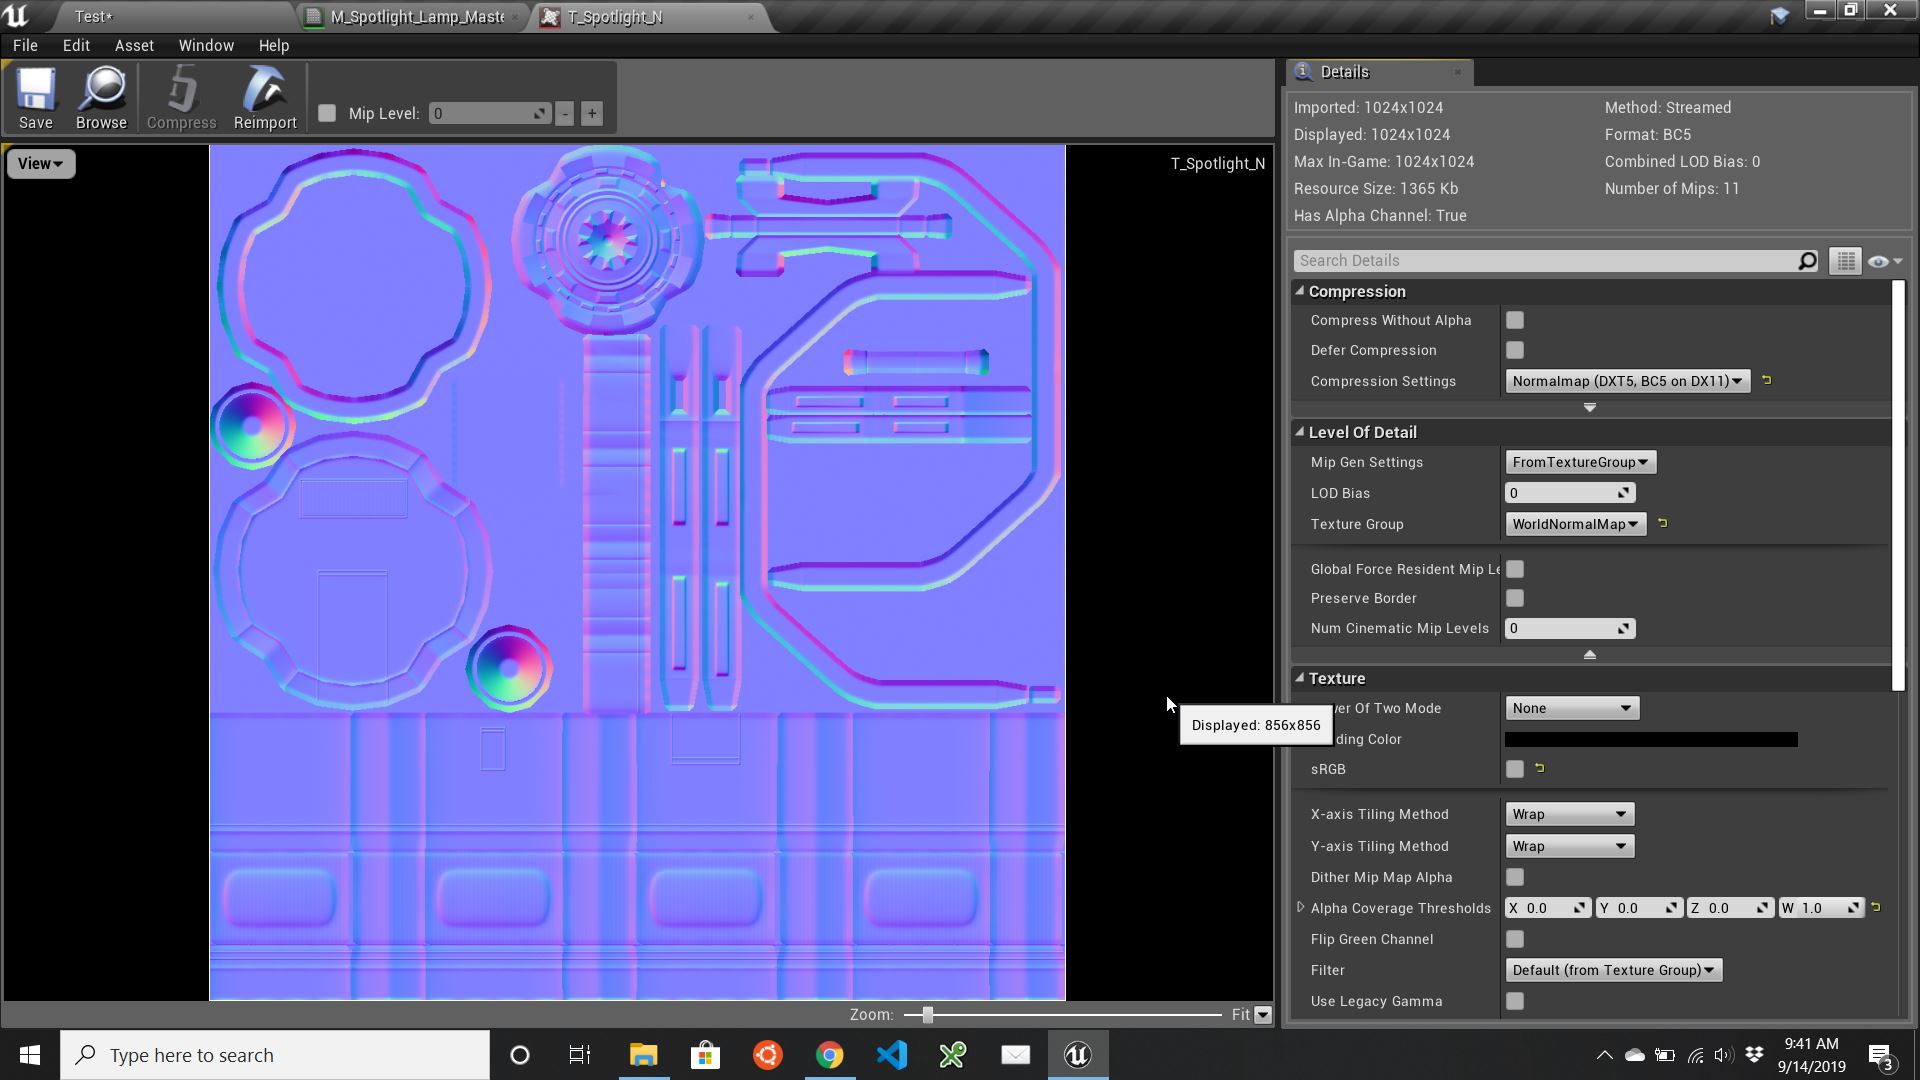 Test*
M_Spotlight_Lamp_Maste
T_Spotlight_N
File Edit Asset Window Help
Save
Browse
Compress
Reimport
Mip Level: 0 - +
View
T_Spotlight_N
Displayed: 856x856
Zoom:
Fit
Details
Imported: 1024x1024
Method: Streamed
Displayed: 1024x1024
Format: BC5
Max In-Game: 1024x1024
Combined LOD Bias: 0
Resource Size: 1365 Kb
Number of Mips: 11
Has Alpha Channel: True
Search Details
Compression
Compress Without Alpha
Defer Compression
Compression Settings Normalmap (DXT5, BC5 on DX11)
Level Of Detail
Mip Gen Settings FromTextureGroup
LOD Bias 0
Texture Group WorldNormalMap
Global Force Resident Mip Le
Preserve Border
Num Cinematic Mip Levels 0
Texture
er Of Two Mode None
ding Color
sRGB
X-axis Tiling Method Wrap
Y-axis Tiling Method Wrap
Dither Mip Map Alpha
Alpha Coverage Thresholds X 0.0 Y 0.0 Z 0.0 W 1.0
Flip Green Channel
Filter Default (from Texture Group)
Use Legacy Gamma
Type here to search
9:41 AM
9/14/2019
3